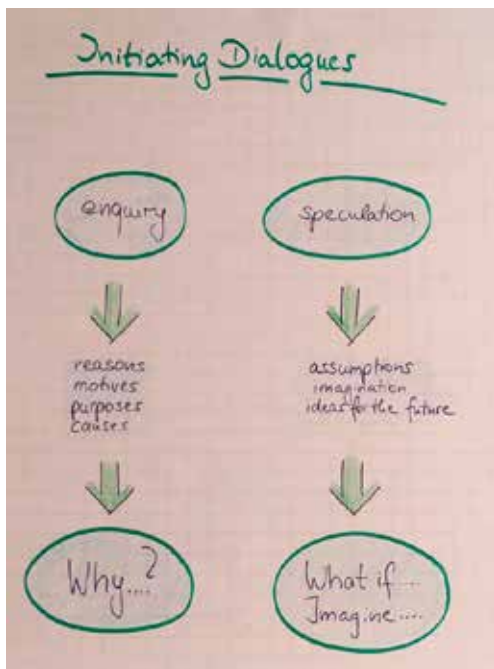 Initiating Dialogues
enquiry
speculation
reasons
motives
purposes
causes
assumptions
imagination
ideas for the future
Why....?
What if...
Imagine....